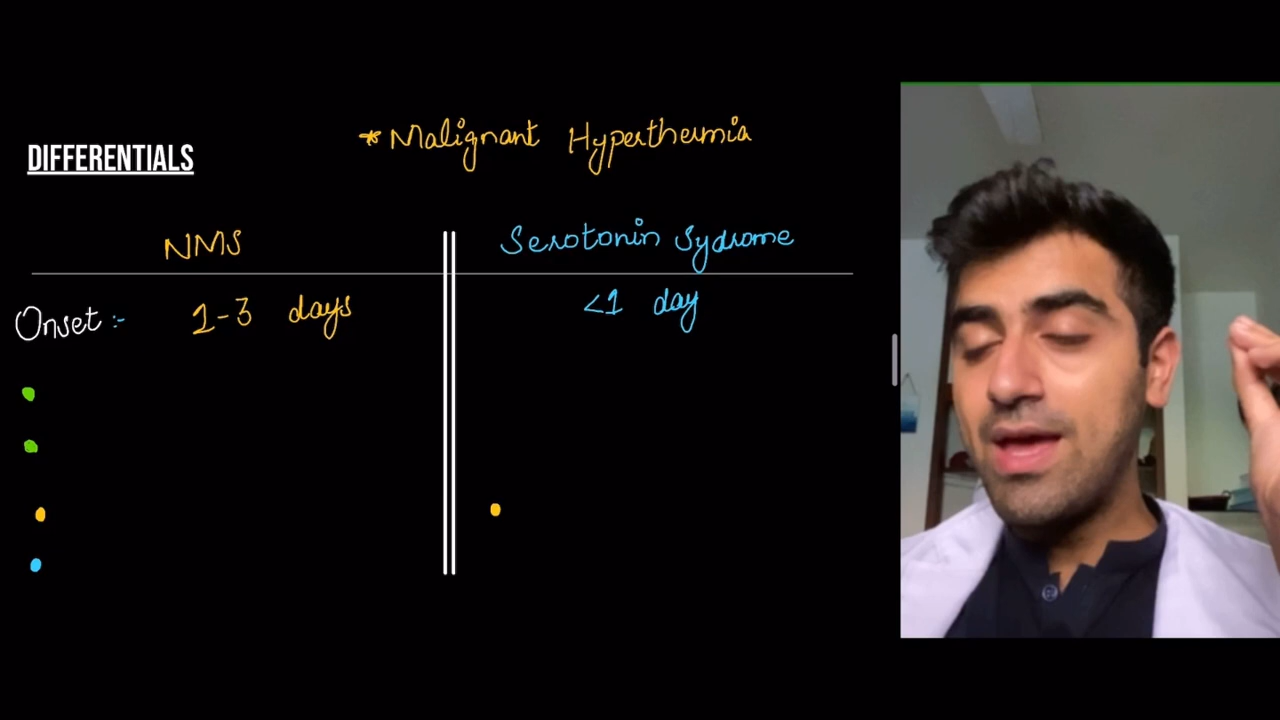 * Malignant Hyperthermia
DIFFERENTIALS
NMS
Serotonin Sydrome
Onset :- 1-3 days
<1 day